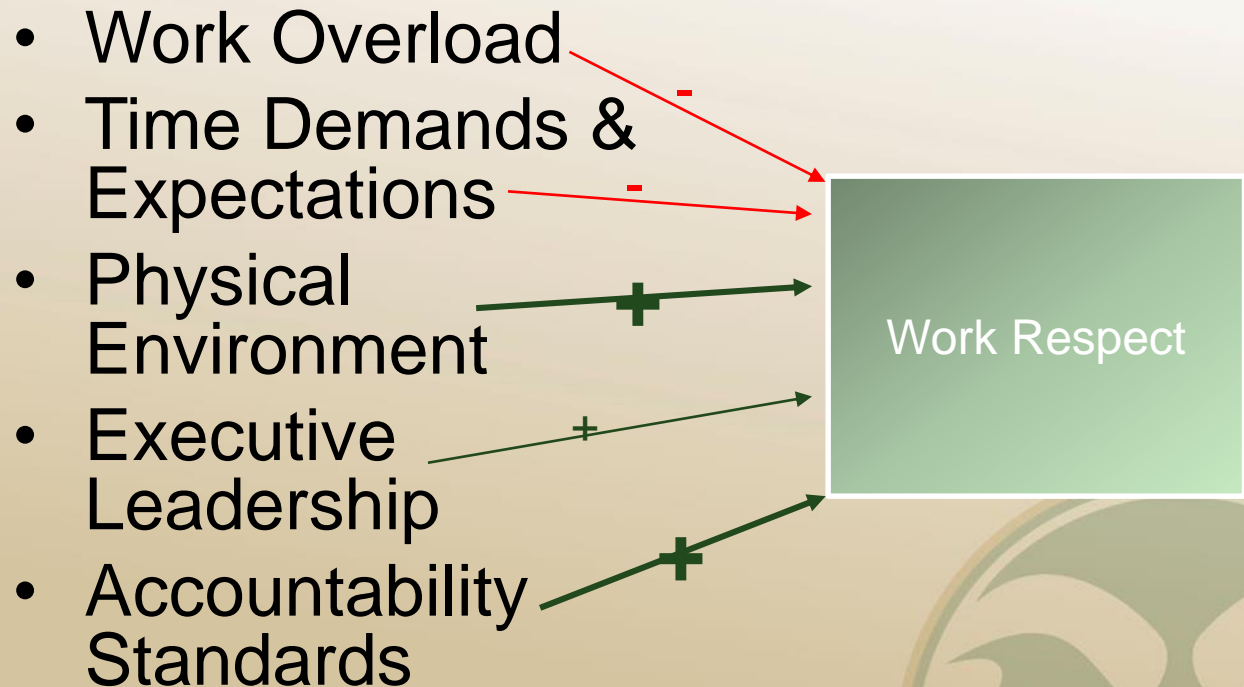 • Work Overload
-
• Time Demands &
Expectations
-
• Physical
Environment
+
Work Respect
• Executive
Leadership
+
• Accountability
Standards
+